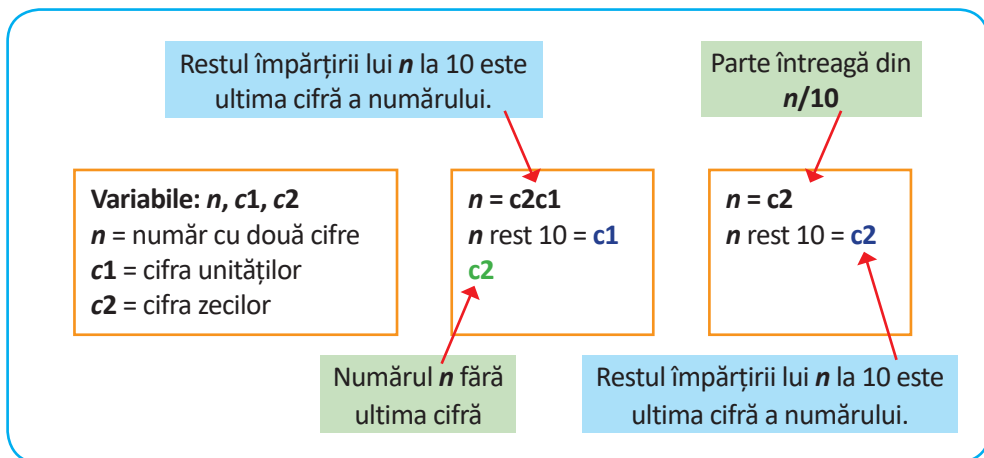 Restul împărțirii lui n la 10 este
ultima cifră a numărului.
Parte întreagă din
n/10
Variabile: n, c1, c2
n = număr cu două cifre
c1 = cifra unităților
c2 = cifra zecilor
n = c2c1
n rest 10 = c1
c2
n = c2
n rest 10 = c2
Numărul n fără
ultima cifră
Restul împărțirii lui n la 10 este
ultima cifră a numărului.